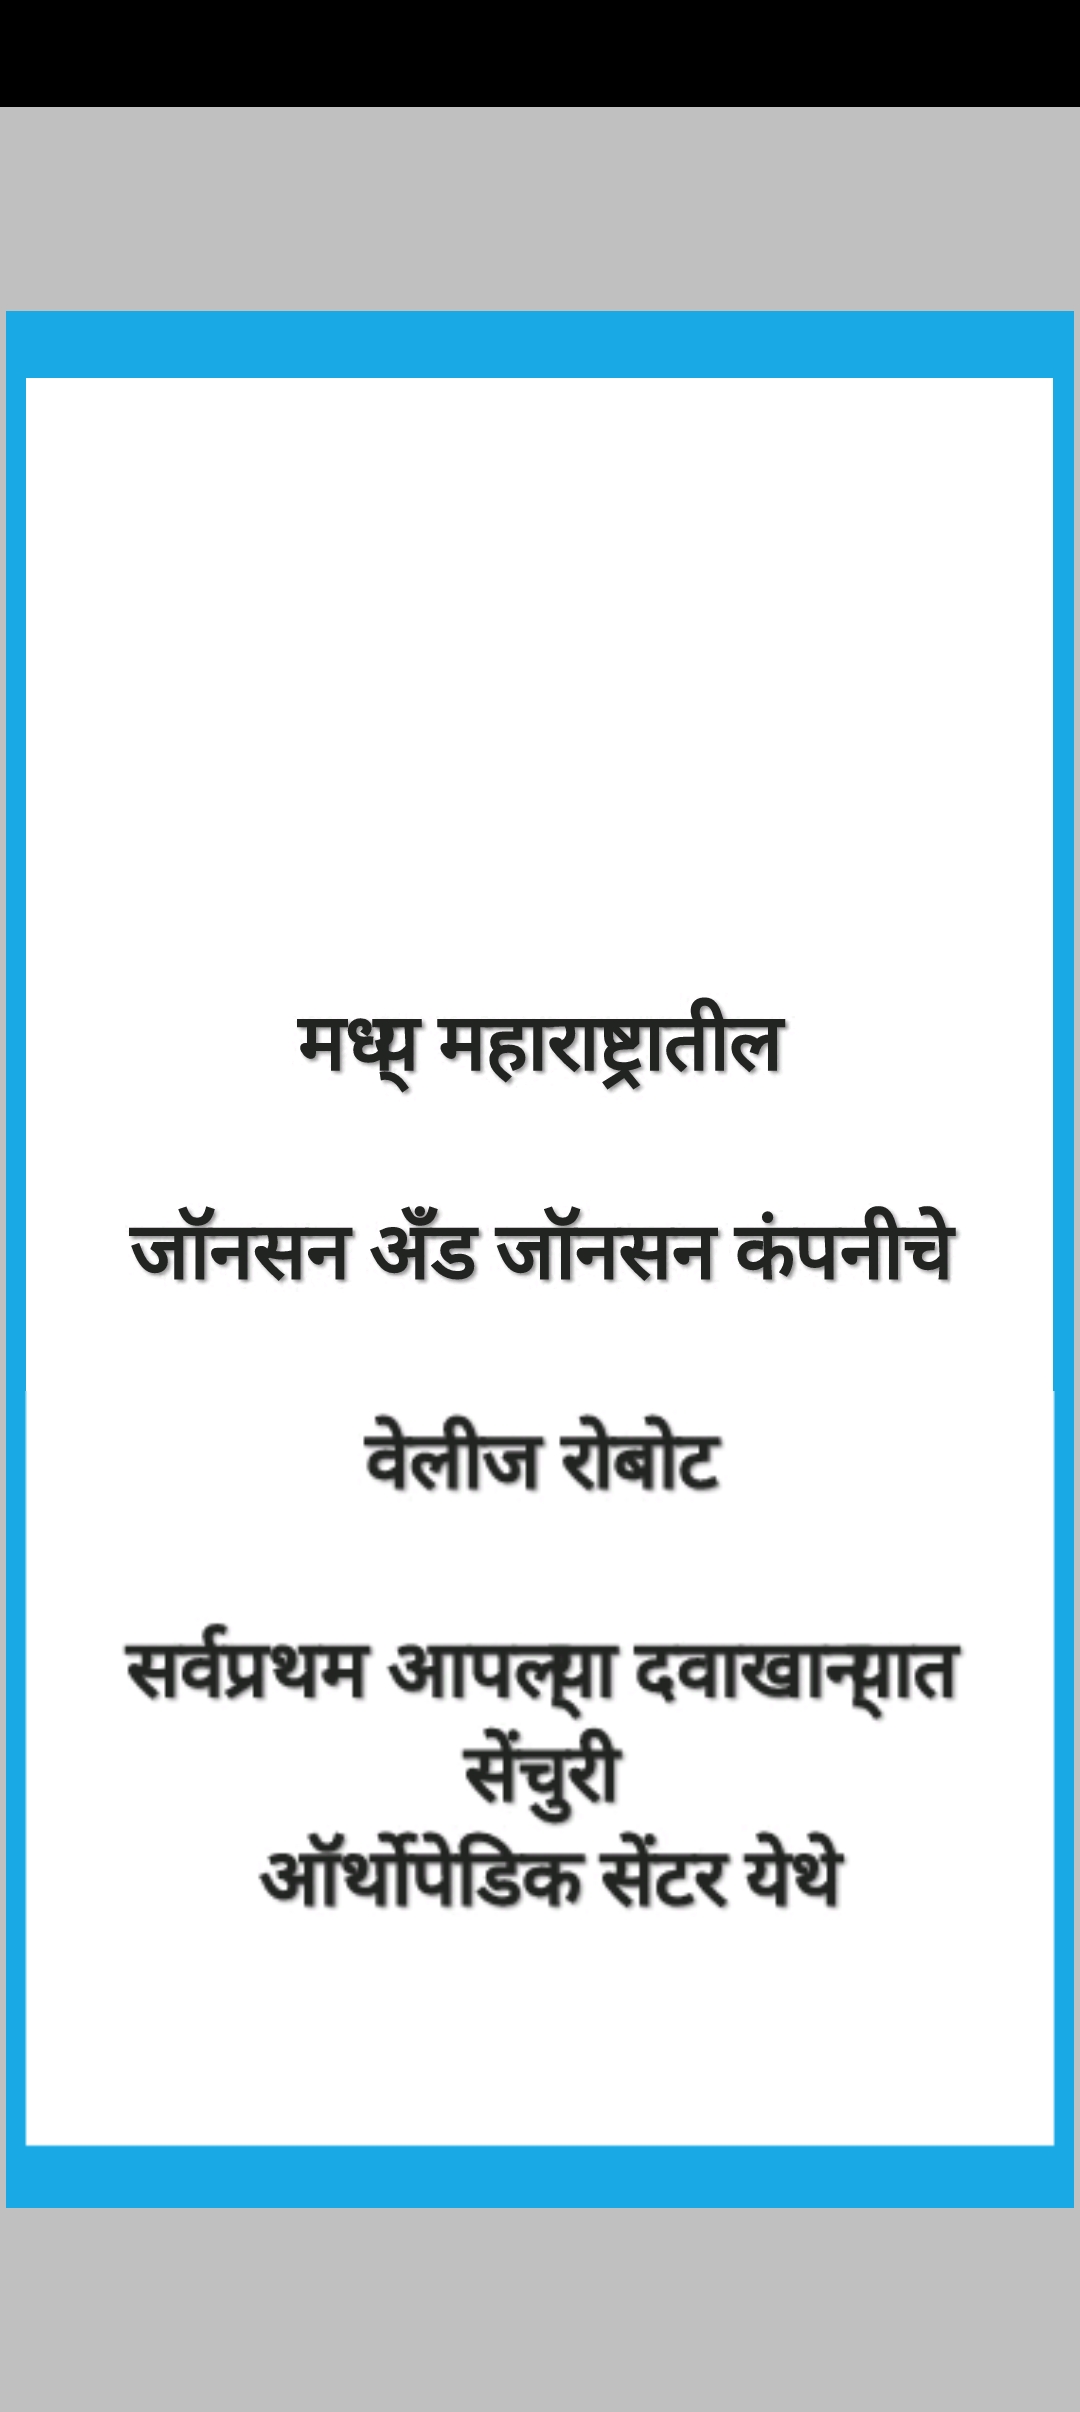 मध्य महाराष्ट्रातील
जॉनसन अँड जॉनसन कंपनीचे
वेलीज रोबोट
सर्वप्रथम आपल्या दवाखान्यात
सेंचुरी
ऑर्थोपेडिक सेंटर येथे